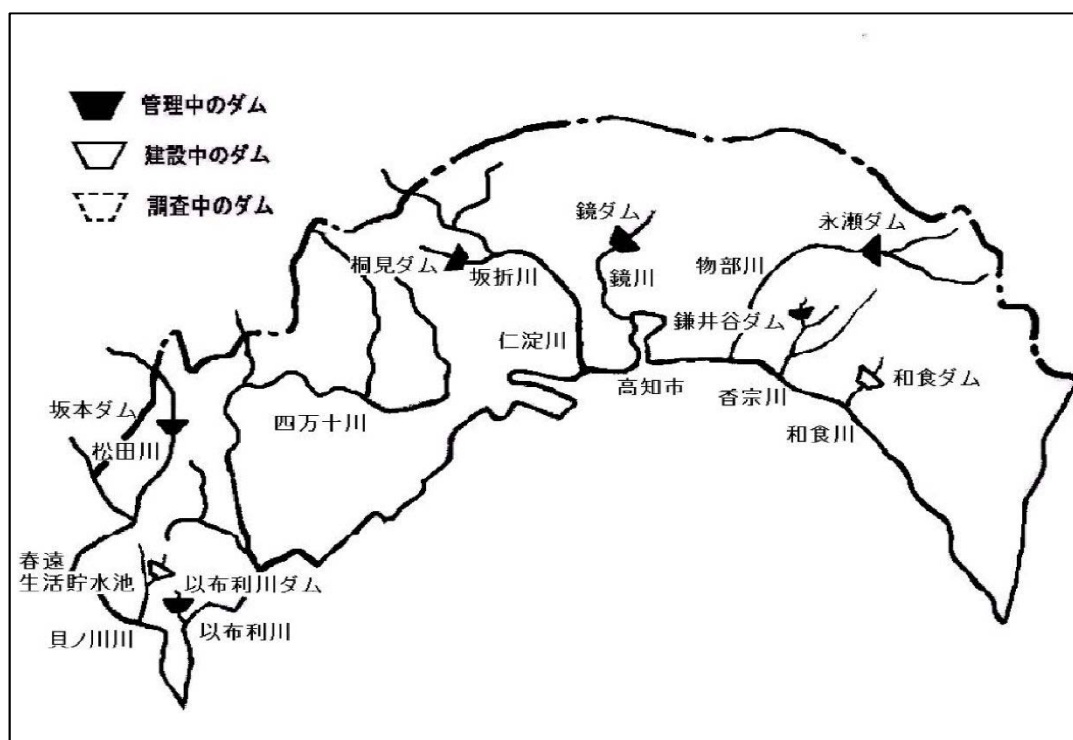 管理中のダム
建設中のダム
調査中のダム
鏡ダム
永瀬ダム
桐見ダム
坂折川
鏡川
物部川
鎌井谷ダム
仁淀川
高知市
香宗川
和食ダム
和食川
坂本ダム
四万十川
松田川
春遠
生活貯水池
以布利川ダム
貝ノ川川
以布利川